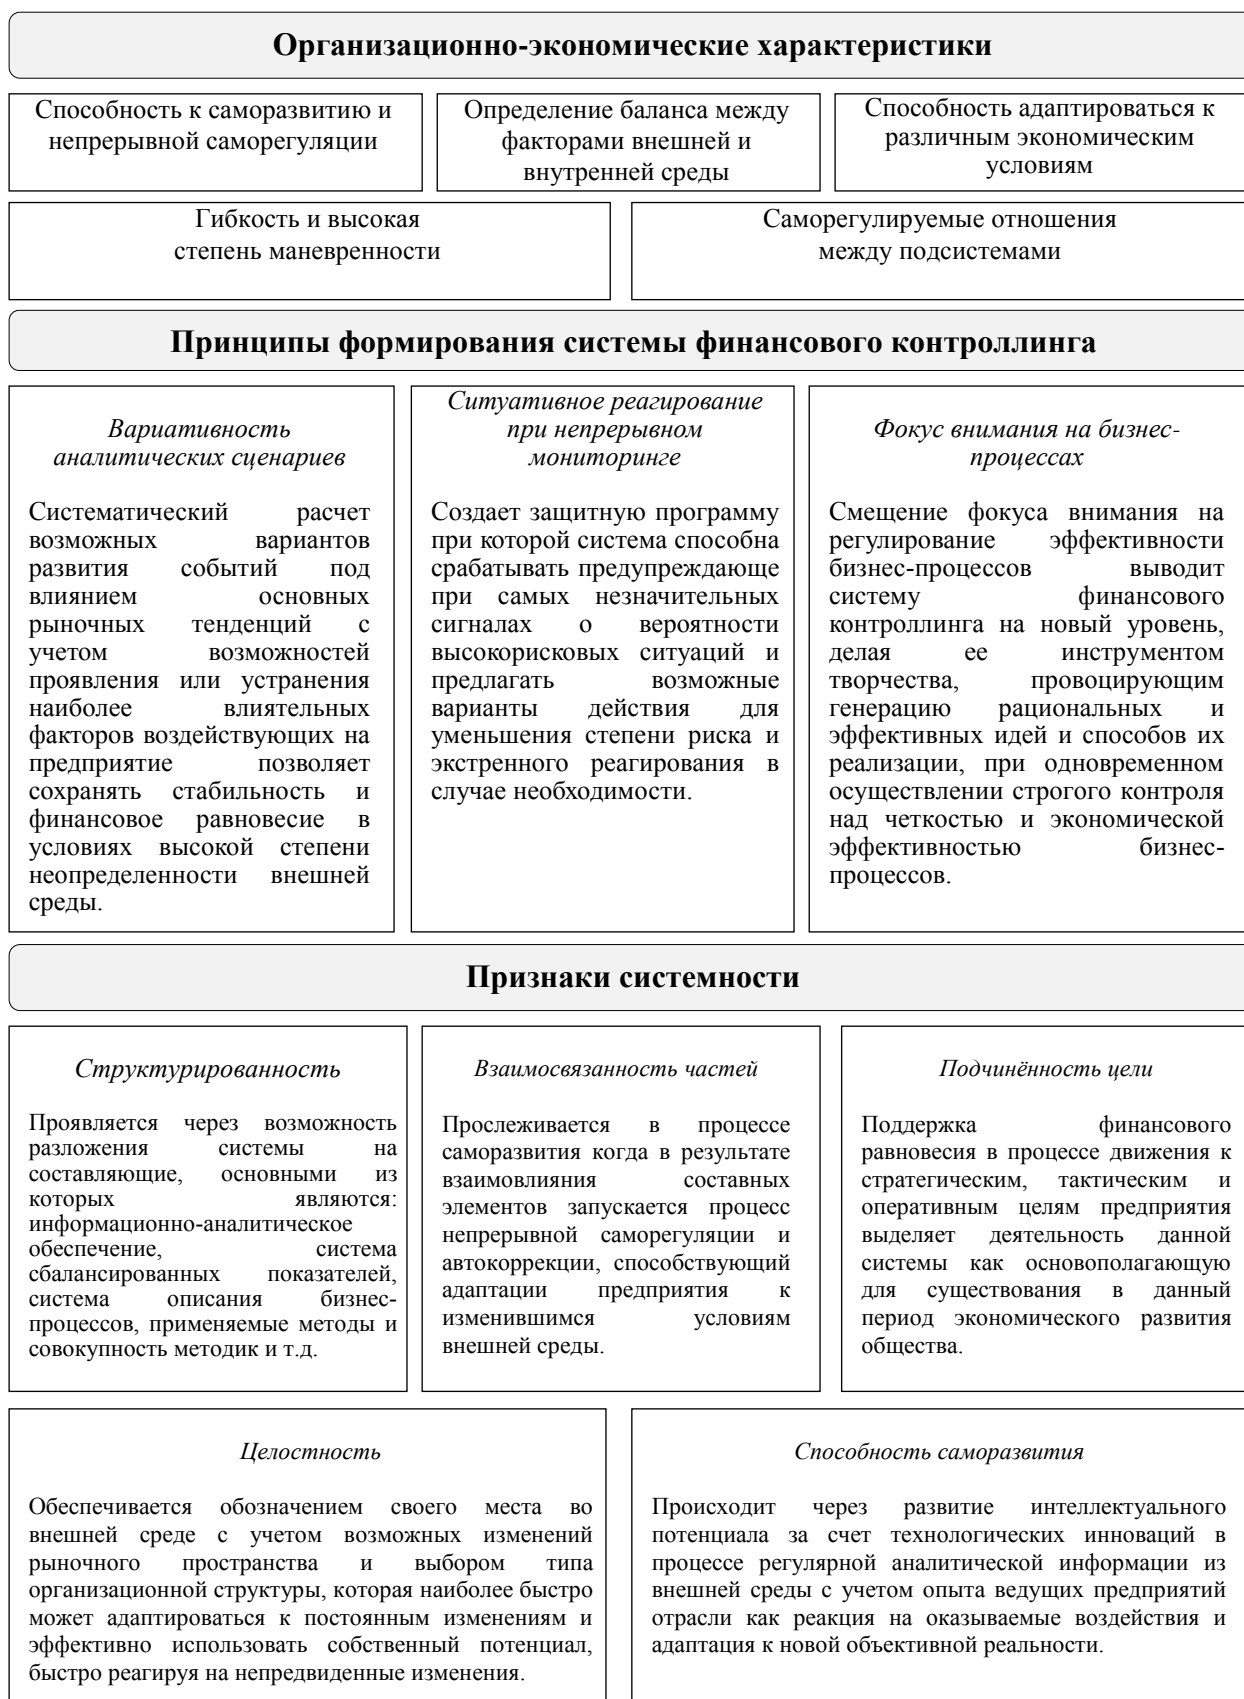 Организационно-экономические характеристики
Способность к саморазвитию и
непрерывной саморегуляции
Определение баланса между
факторами внешней и
внутренней среды
Способность адаптироваться к
различным экономическим
условиям
Гибкость и высокая
степень маневренности
Саморегулируемые отношения
между подсистемами
Принципы формирования системы финансового контроллинга
Вариативность
аналитических сценариев
Систематический расчет
возможных вариантов
развития событий под
влиянием основных
рыночных тенденций с
учетом возможностей
проявления или устранения
наиболее влиятельных
факторов воздействующих на
предприятие позволяет
сохранять стабильность и
финансовое равновесие в
условиях высокой степени
неопределенности внешней
среды.
Ситуативное реагирование
при непрерывном
мониторинге
Создает защитную программу
при которой система способна
срабатывать предупреждающе
при самых незначительных
сигналах о вероятности
высокорисковых ситуаций и
предлагать возможные
варианты действия для
уменьшения степени риска и
экстренного реагирования в
случае необходимости.
Фокус внимания на бизнес-
процессах
Смещение фокуса внимания на
регулирование эффективности
бизнес-процессов выводит
систему финансового
контроллинга на новый уровень,
делая ее инструментом
творчества, провоцирующим
генерацию рациональных и
эффективных идей и способов их
реализации, при одновременном
осуществлении строгого контроля
над четкостью и экономической
эффективностью бизнес-
процессов.
Признаки системности
Структурированность
Проявляется через возможность
разложения системы на
составляющие, основными из
которых являются:
информационно-аналитическое
обеспечение, система
сбалансированных показателей,
система описания бизнес-
процессов, применяемые методы и
совокупность методик и т.д.
Взаимосвязанность частей
Прослеживается в процессе
саморазвития когда в результате
взаимовлияния составных
элементов запускается процесс
непрерывной саморегуляции и
автокоррекции, способствующий
адаптации предприятия к
изменившимся условиям
внешней среды.
Подчинённость цели
Поддержка финансового
равновесия в процессе движения к
стратегическим, тактическим и
оперативным целям предприятия
выделяет деятельность данной
системы как основополагающую
для существования в данный
период экономического развития
общества.
Целостность
Обеспечивается обозначением своего места во
внешней среде с учетом возможных изменений
рыночного пространства и выбором типа
организационной структуры, которая наиболее быстро
может адаптироваться к постоянным изменениям и
эффективно использовать собственный потенциал,
быстро реагируя на непредвиденные изменения.
Способность саморазвития
Происходит через развитие интеллектуального
потенциала за счет технологических инноваций в
процессе регулярной аналитической информации из
внешней среды с учетом опыта ведущих предприятий
отрасли как реакция на оказываемые воздействия и
адаптация к новой объективной реальности.